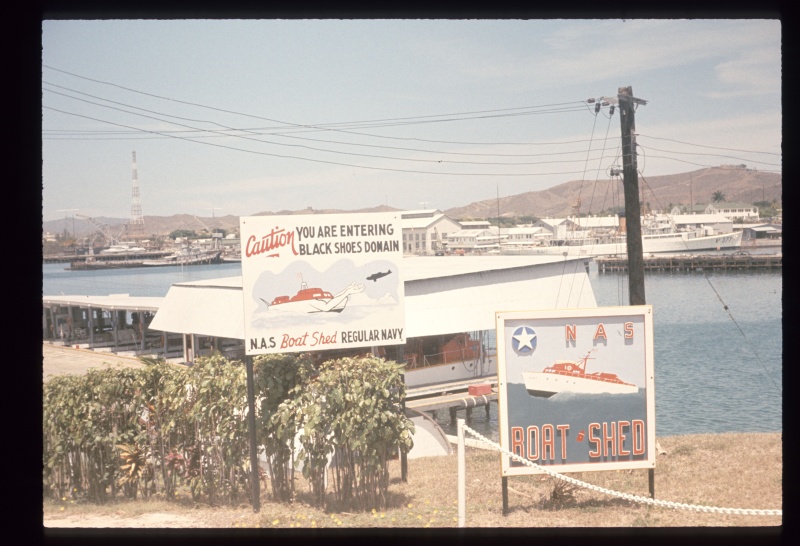 Caution YOU ARE ENTERING
BLACK SHOES DOMAIN
N.A.S Boat Shed REGULAR NAVY
NAS
BOAT SHED